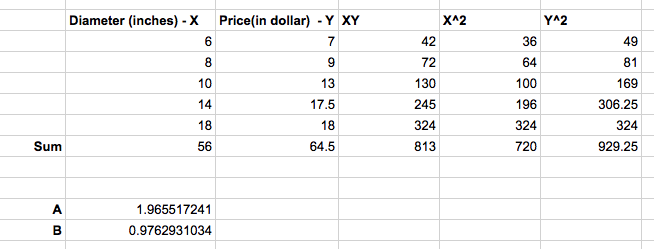 Diameter (inches) - X Price(in dollar) - Y XY X^2 Y^2
6 7 42 36 49
8 9 72 64 81
10 13 130 100 169
14 17.5 245 196 306.25
18 18 324 324 324
Sum 56 64.5 813 720 929.25
A 1.965517241
B 0.9762931034